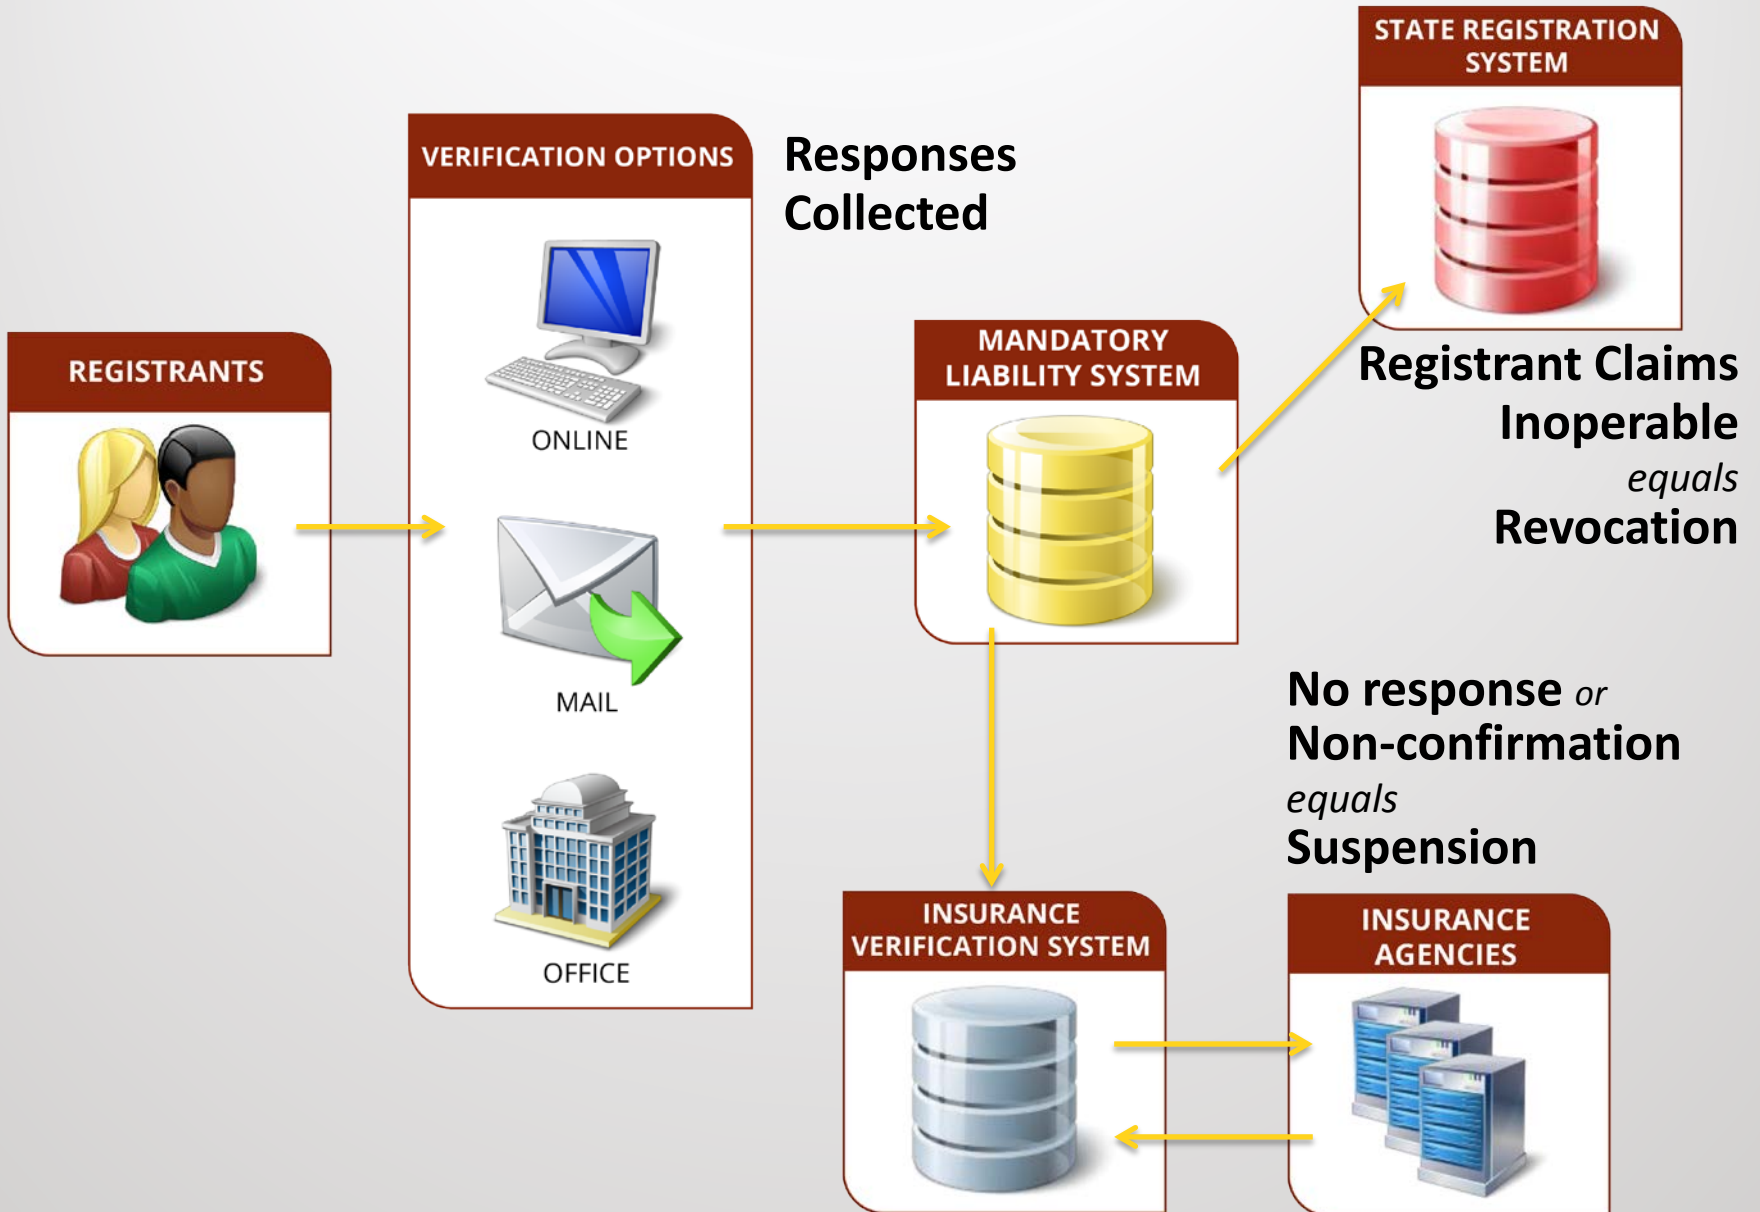 STATE REGISTRATION
SYSTEM
VERIFICATION OPTIONS
Responses
Collected
REGISTRANTS
ONLINE
MAIL
OFFICE
MANDATORY
LIABILITY SYSTEM
Registrant Claims
Inoperable
equals
Revocation
No response or
Non-confirmation
equals
Suspension
INSURANCE
VERIFICATION SYSTEM
INSURANCE
AGENCIES